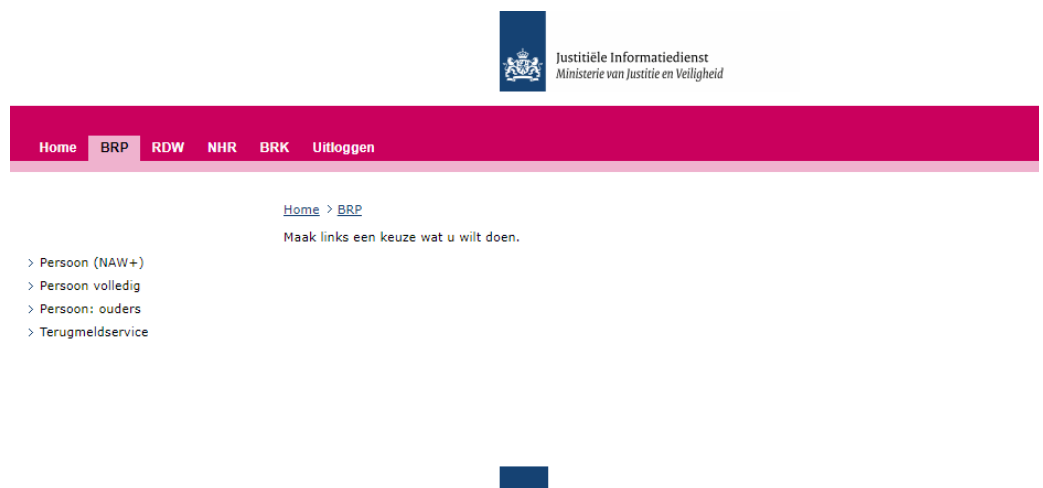 Justitiële Informatiedienst
Ministerie van Justitie en Veiligheid
Home BRP RDW NHR BRK Uitloggen
Home > BRP
Maak links een keuze wat u wilt doen.
> Persoon (NAW+)
> Persoon volledig
> Persoon: ouders
> Terugmeldservice